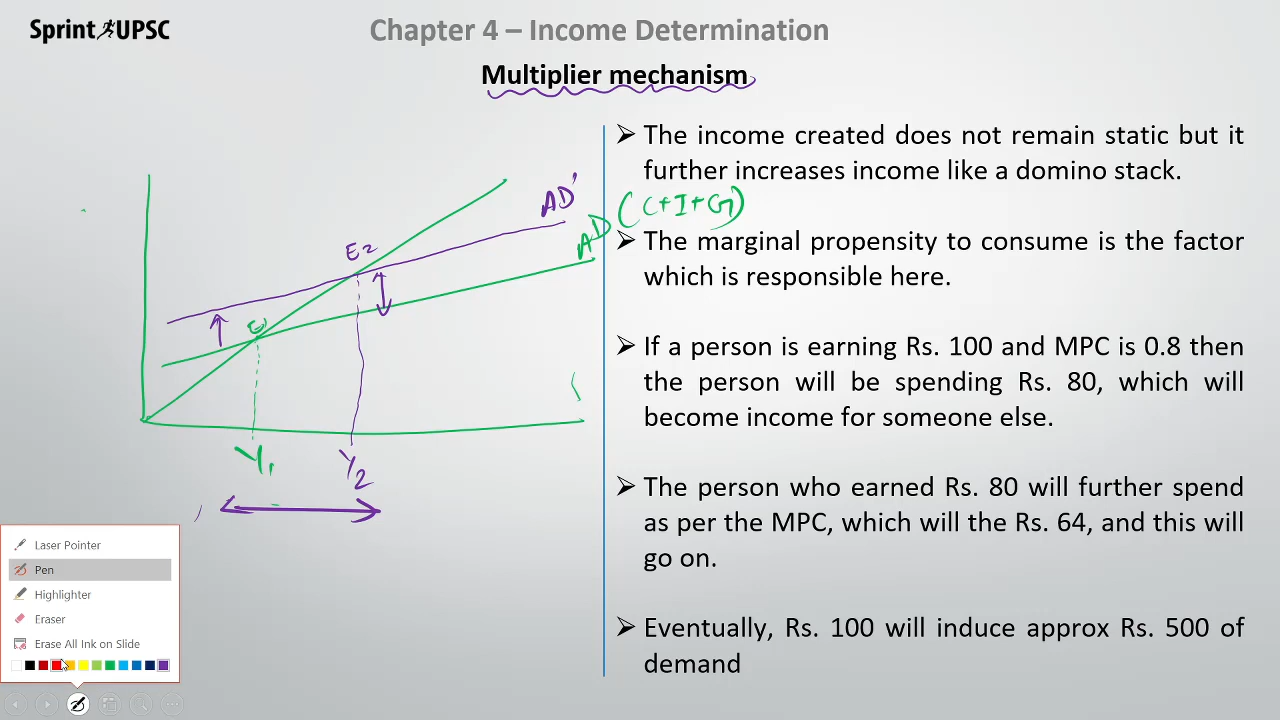 Sprint UPSC
Chapter 4 – Income Determination
Multiplier mechanism
AD'
AD (C+I+G)
E2
E1
Y1
Y2
➢ The income created does not remain static but it
further increases income like a domino stack.
➢ The marginal propensity to consume is the factor
which is responsible here.
➢ If a person is earning Rs. 100 and MPC is 0.8 then
the person will be spending Rs. 80, which will
become income for someone else.
➢ The person who earned Rs. 80 will further spend
as per the MPC, which will the Rs. 64, and this will
go on.
➢ Eventually, Rs. 100 will induce approx Rs. 500 of
demand
Laser Pointer
Pen
Highlighter
Eraser
Erase All Ink on Slide